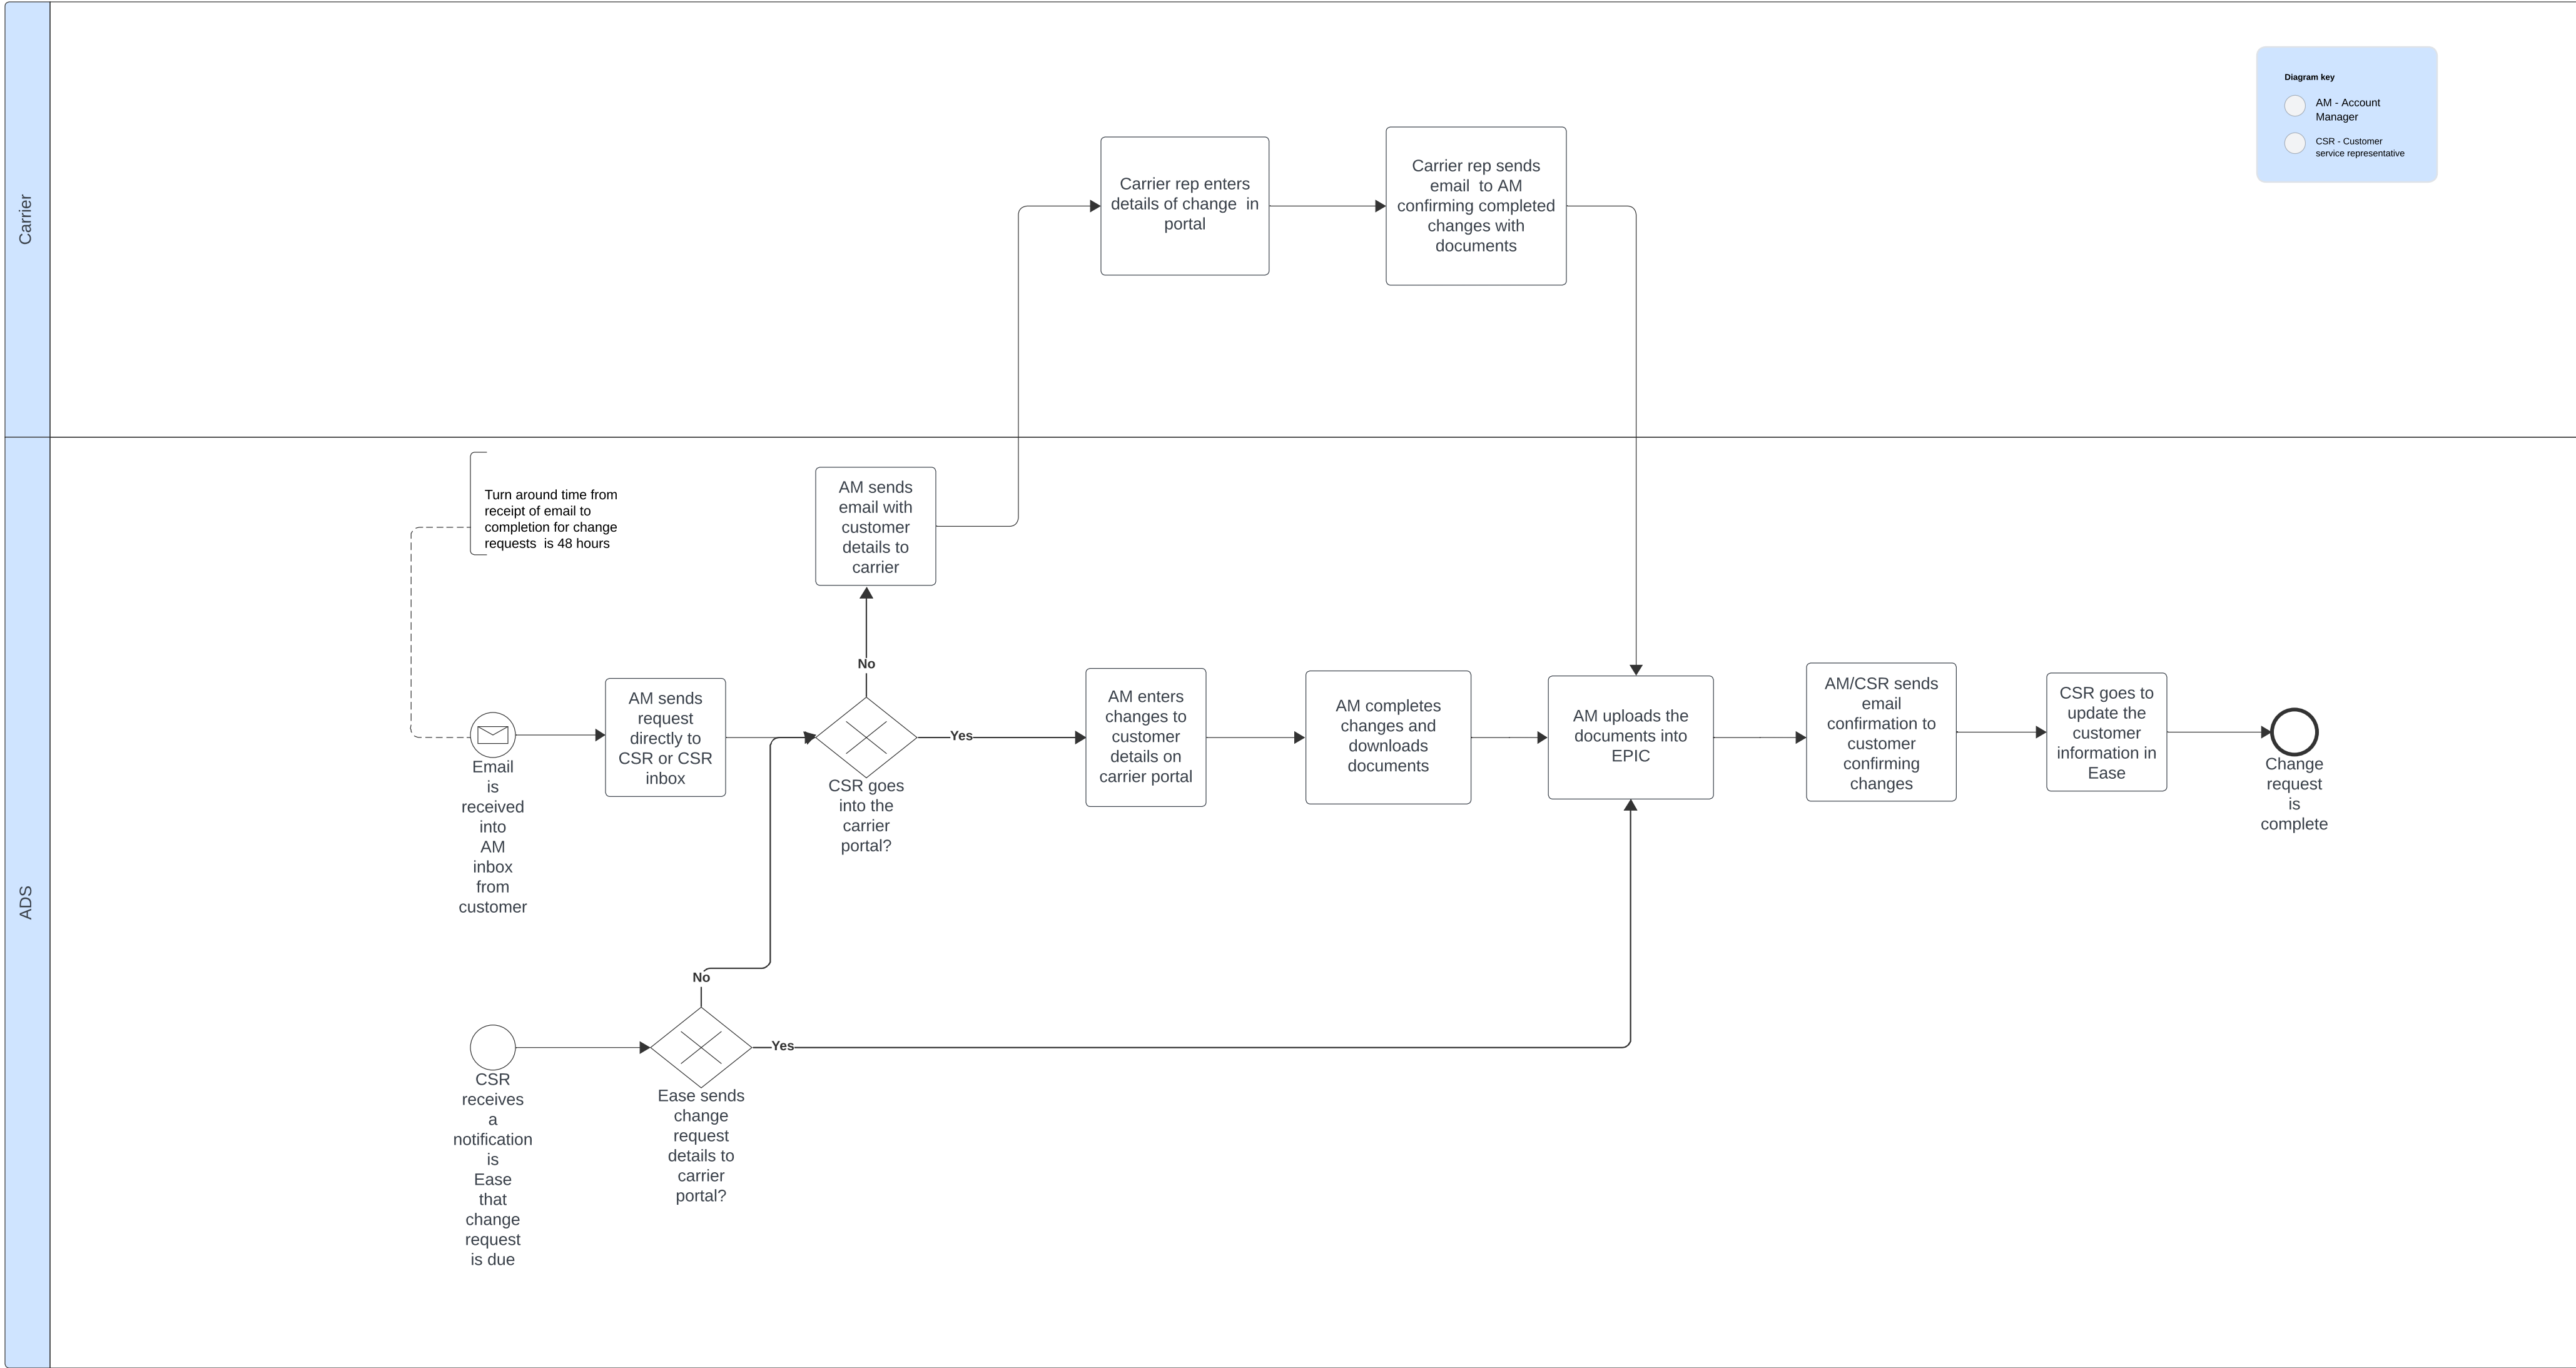 Carrier
Diagram key
AM - Account
Manager
CSR - Customer
service representative
Carrier rep enters
details of change  in
portal
Carrier rep sends
email  to AM
confirming completed
changes with
documents
ADS
Turn around time from
receipt of email to
completion for change
requests  is 48 hours
AM sends
email with
customer
details to
carrier
No
Email
is
received
into
AM
inbox
from
customer
AM sends
request
directly to
CSR or CSR
inbox
CSR goes
into the
carrier
portal?
Yes
AM enters
changes to
customer
details on
carrier portal
AM completes
changes and
downloads
documents
AM uploads the
documents into
EPIC
AM/CSR sends
email
confirmation to
customer
confirming
changes
CSR goes to
update the
customer
information in
Ease
Change
request
is
complete
No
CSR
receives
a
notification
is
Ease
that
change
request
is due
Ease sends
change
request
details to
carrier
portal?
Yes